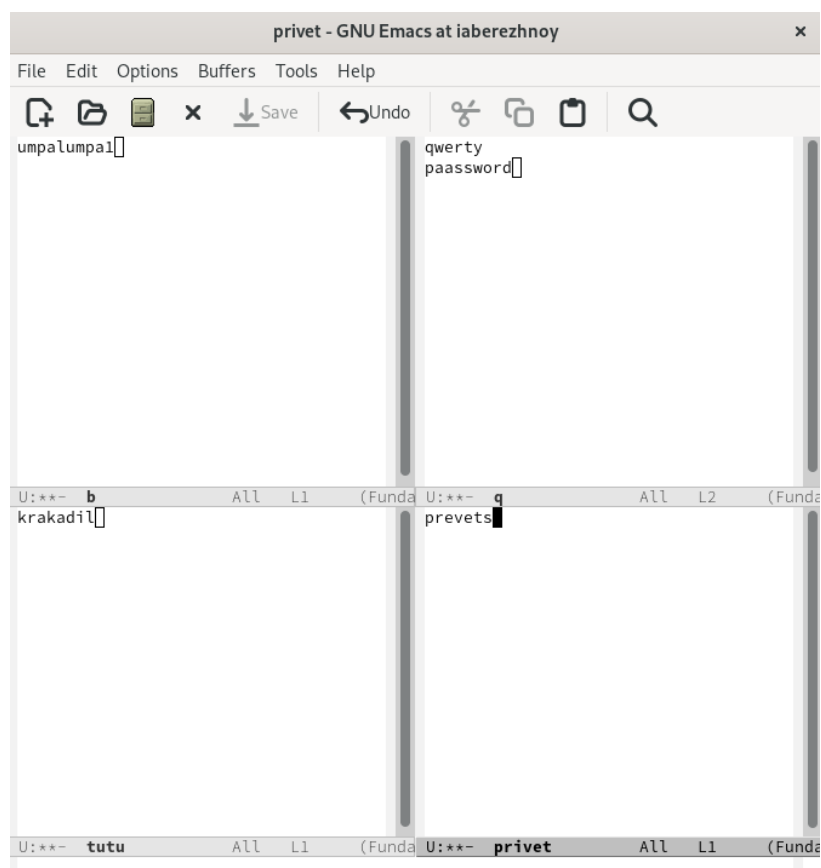 privet - GNU Emacs at iaberezhnoy
File Edit Options Buffers Tools Help
Save Undo
umpalumpa1
U:**- b All L1 (Funda
qwerty
paassword
U:**- q All L2 (Funda
krakadil
U:**- tutu All L1 (Funda
prevets
U:**- privet All L1 (Funda